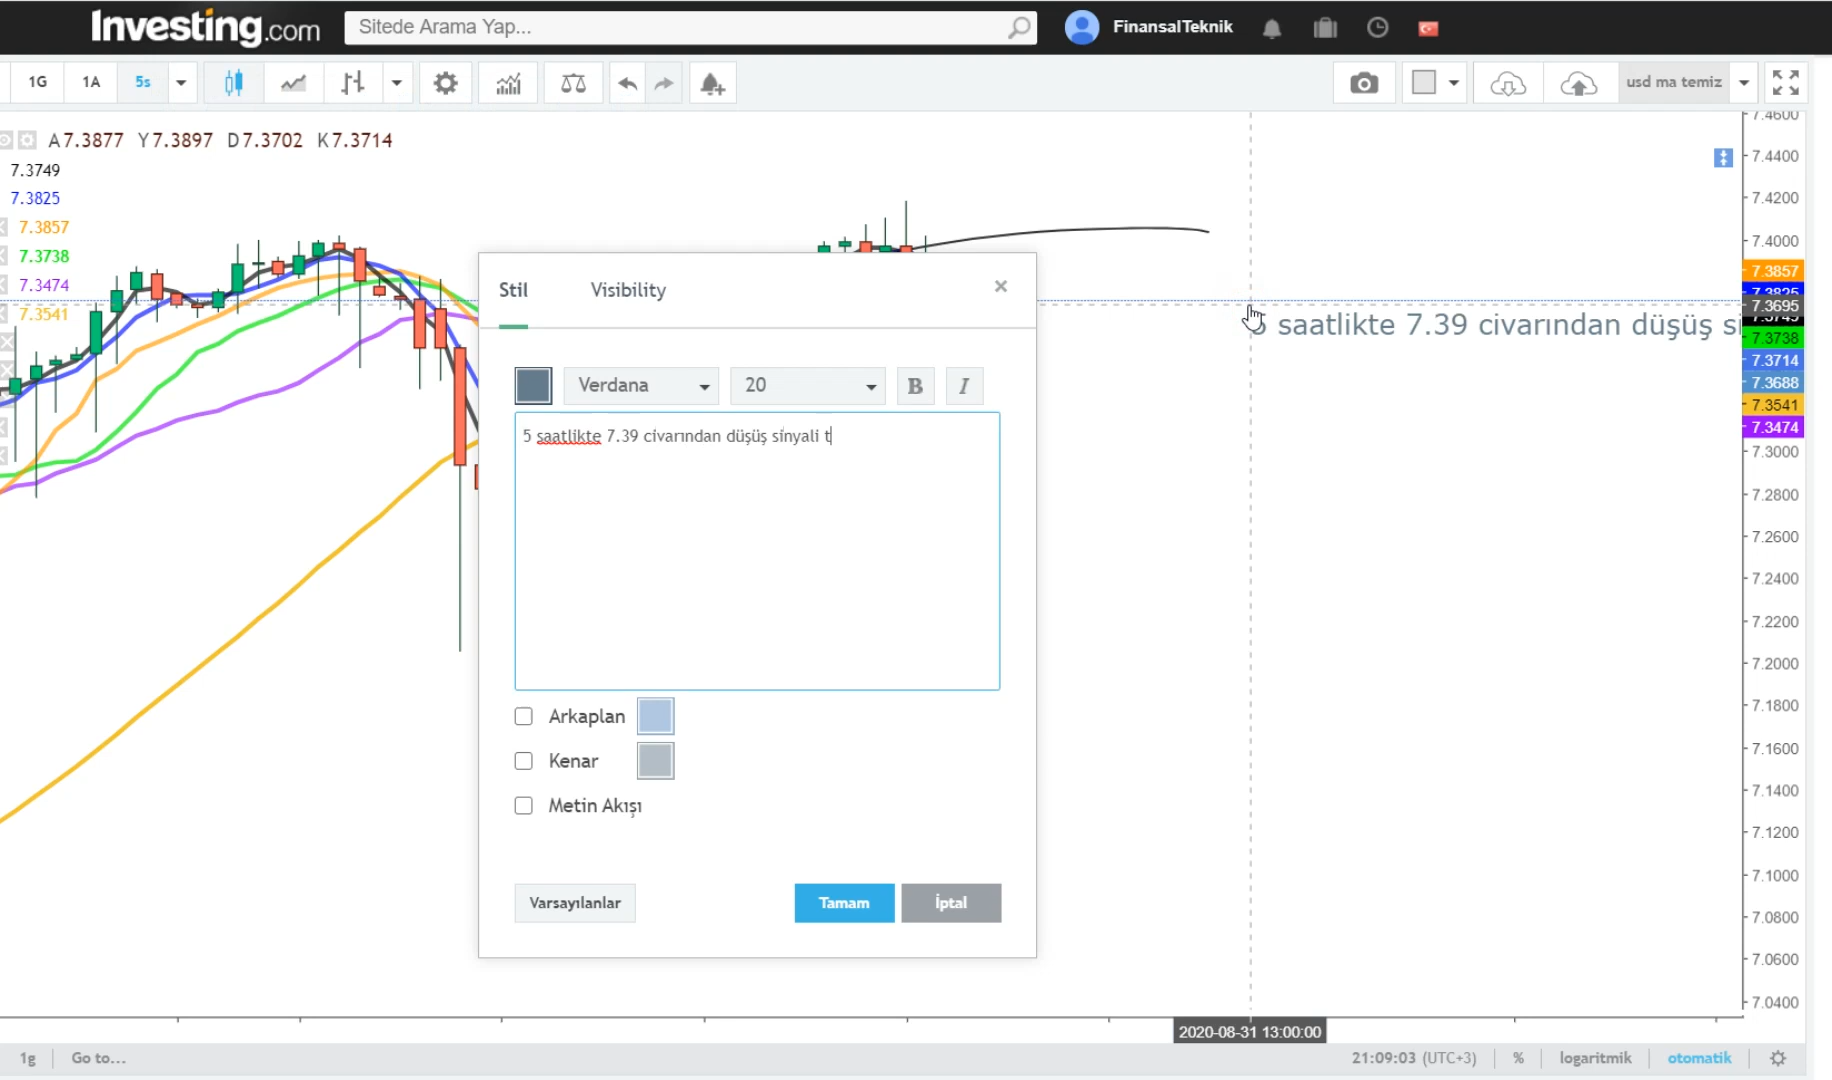 Investing.com
Sitede Arama Yap...
FinansalTeknik
1G
1A
5s
usd ma temiz
A7.3877 Y7.3897 D7.3702 K7.3714
7.3749
7.3825
7.3857
7.3738
7.3474
7.3541
Stil
Visibility
×
Verdana
20
B
I
5 saatlikte 7.39 civarından düşüş sinyali t
Arkaplan
Kenar
Metin Akışı
Varsayılanlar
Tamam
İptal
5 saatlikte 7.39 civarından düşüş si
7.4600
7.4400
7.4200
7.4000
7.3857
7.3825
7.3695
7.3749
7.3738
7.3714
7.3688
7.3541
7.3474
7.3000
7.2800
7.2600
7.2400
7.2200
7.2000
7.1800
7.1600
7.1400
7.1200
7.1000
7.0800
7.0600
7.0400
2020-08-31 13:00:00
1g
Go to...
21:09:03 (UTC+3)
%
logaritmik
otomatik